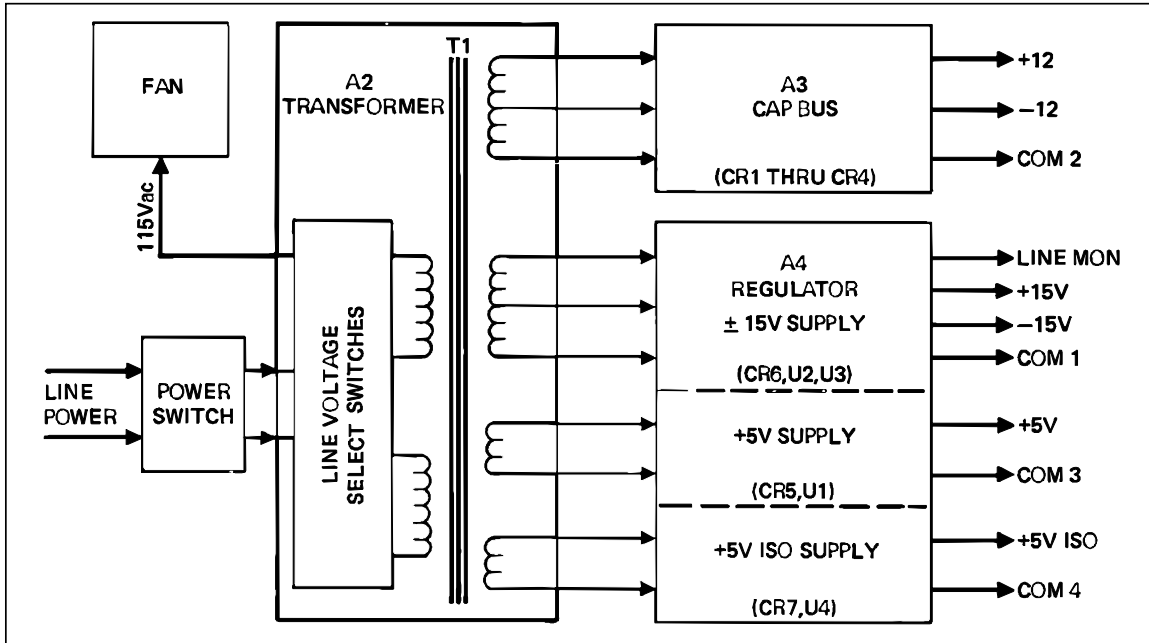 FAN
115Vac
LINE
POWER
POWER
SWITCH
A2
TRANSFORMER
T1
LINE VOLTAGE
SELECT SWITCHES
A3
CAP BUS
(CR1 THRU CR4)
+12
−12
COM 2
A4
REGULATOR
± 15V SUPPLY
(CR6,U2,U3)
LINE MON
+15V
−15V
COM 1
+5V SUPPLY
(CR5,U1)
+5V
COM 3
+5V ISO SUPPLY
(CR7,U4)
+5V ISO
COM 4